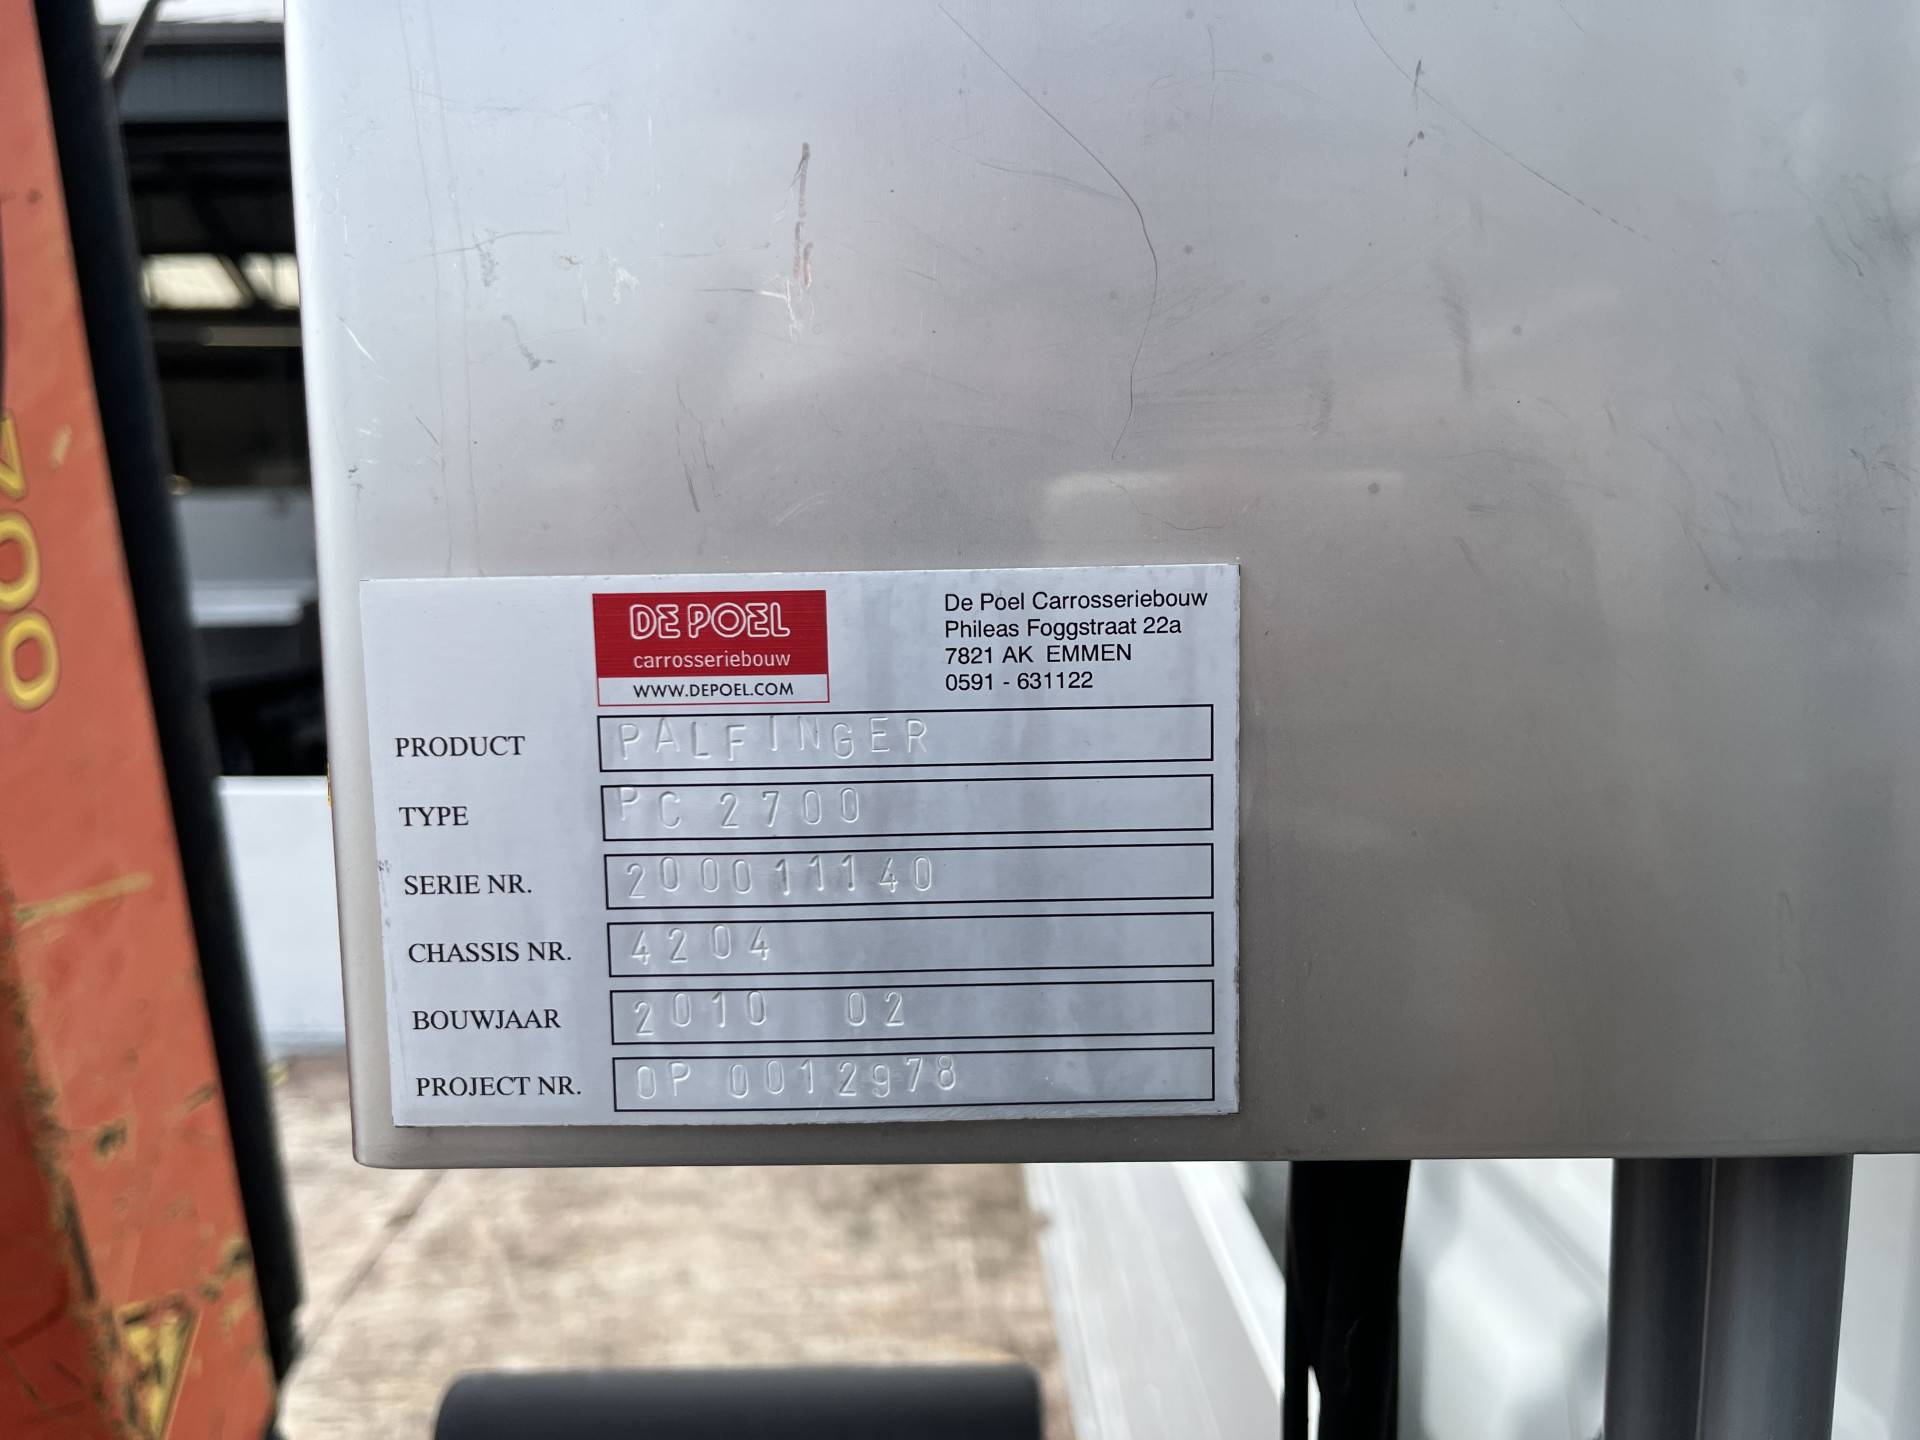 700
DE POEL
carrosseriebouw
WWW.DEPOEL.COM
De Poel Carrosseriebouw
Phileas Foggstraat 22a
7821 AK EMMEN
0591 - 631122
PRODUCT PALFINGER
TYPE PC 2700
SERIE NR. 200011140
CHASSIS NR. 4204
BOUWJAAR 2010 02
PROJECT NR. OP 0012978